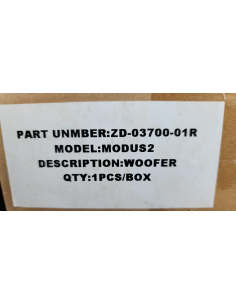 PART UNMBER:ZD-03700-01R
MODEL:MODUS2
DESCRIPTION:WOOFER
QTY:1PCS/BOX